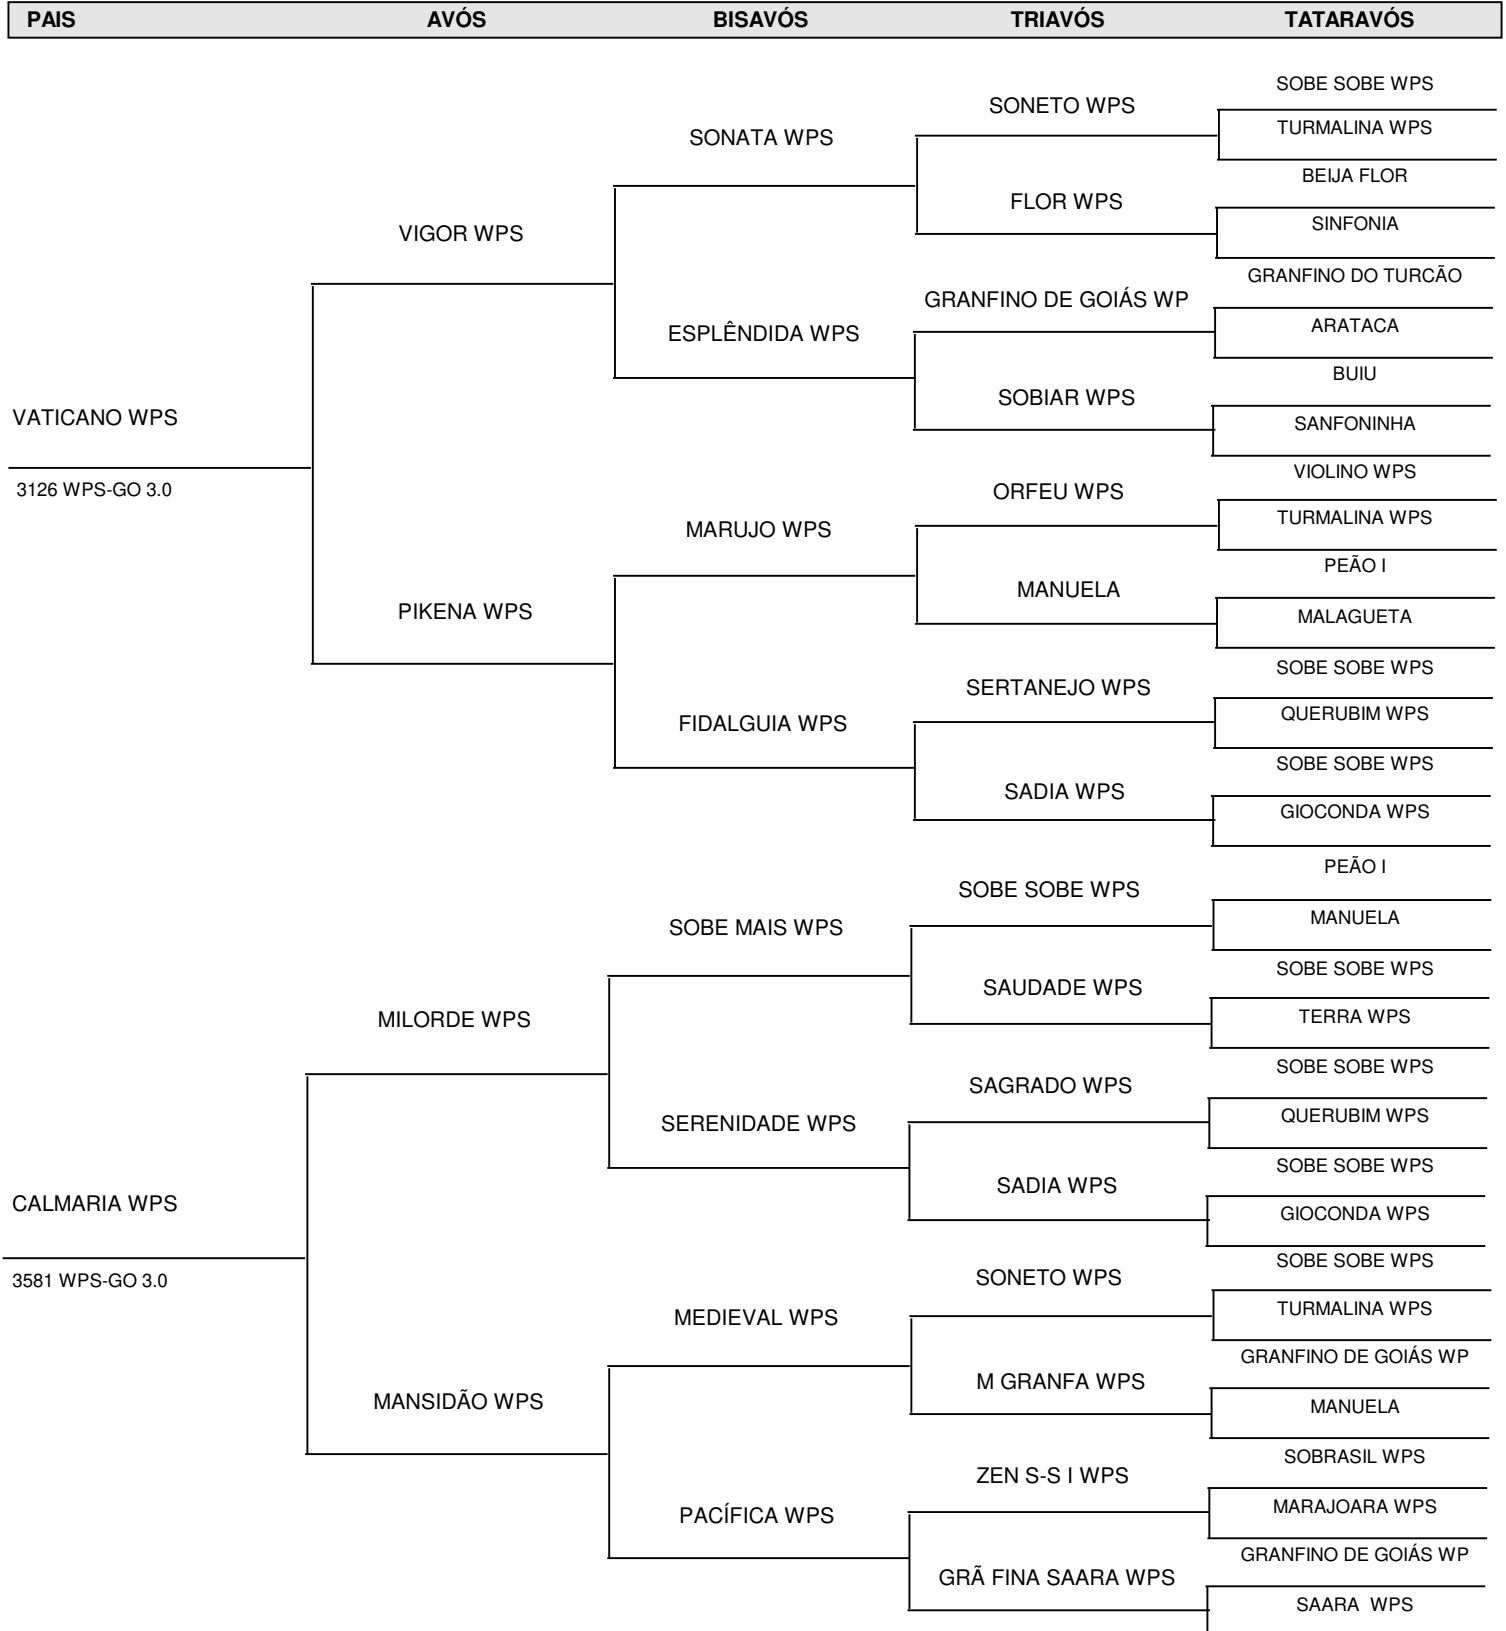 PAIS AVÓS BISAVÓS TRIAVÓS TATARAVÓS
SOBE SOBE WPS
SONETO WPS
TURMALINA WPS
SONATA WPS
BEIJA FLOR
FLOR WPS
SINFONIA
VIGOR WPS
GRANFINO DO TURCÃO
GRANFINO DE GOIÁS WP
ARATACA
ESPLÊNDIDA WPS
BUIU
SOBIAR WPS
SANFONINHA
VATICANO WPS
3126 WPS-GO 3.0
VIOLINO WPS
ORFEU WPS
TURMALINA WPS
MARUJO WPS
PEÃO I
MANUELA
MALAGUETA
PIKENA WPS
SOBE SOBE WPS
SERTANEJO WPS
QUERUBIM WPS
FIDALGUIA WPS
SOBE SOBE WPS
SADIA WPS
GIOCONDA WPS
PEÃO I
SOBE SOBE WPS
MANUELA
SOBE MAIS WPS
SOBE SOBE WPS
SAUDADE WPS
TERRA WPS
MILORDE WPS
SOBE SOBE WPS
SAGRADO WPS
QUERUBIM WPS
SERENIDADE WPS
SOBE SOBE WPS
SADIA WPS
GIOCONDA WPS
CALMARIA WPS
3581 WPS-GO 3.0
SOBE SOBE WPS
SONETO WPS
TURMALINA WPS
MEDIEVAL WPS
GRANFINO DE GOIÁS WP
M GRANFA WPS
MANUELA
MANSIDÃO WPS
SOBRASIL WPS
ZEN S-S I WPS
MARAJOARA WPS
PACÍFICA WPS
GRANFINO DE GOIÁS WP
GRÃ FINA SAARA WPS
SAARA WPS